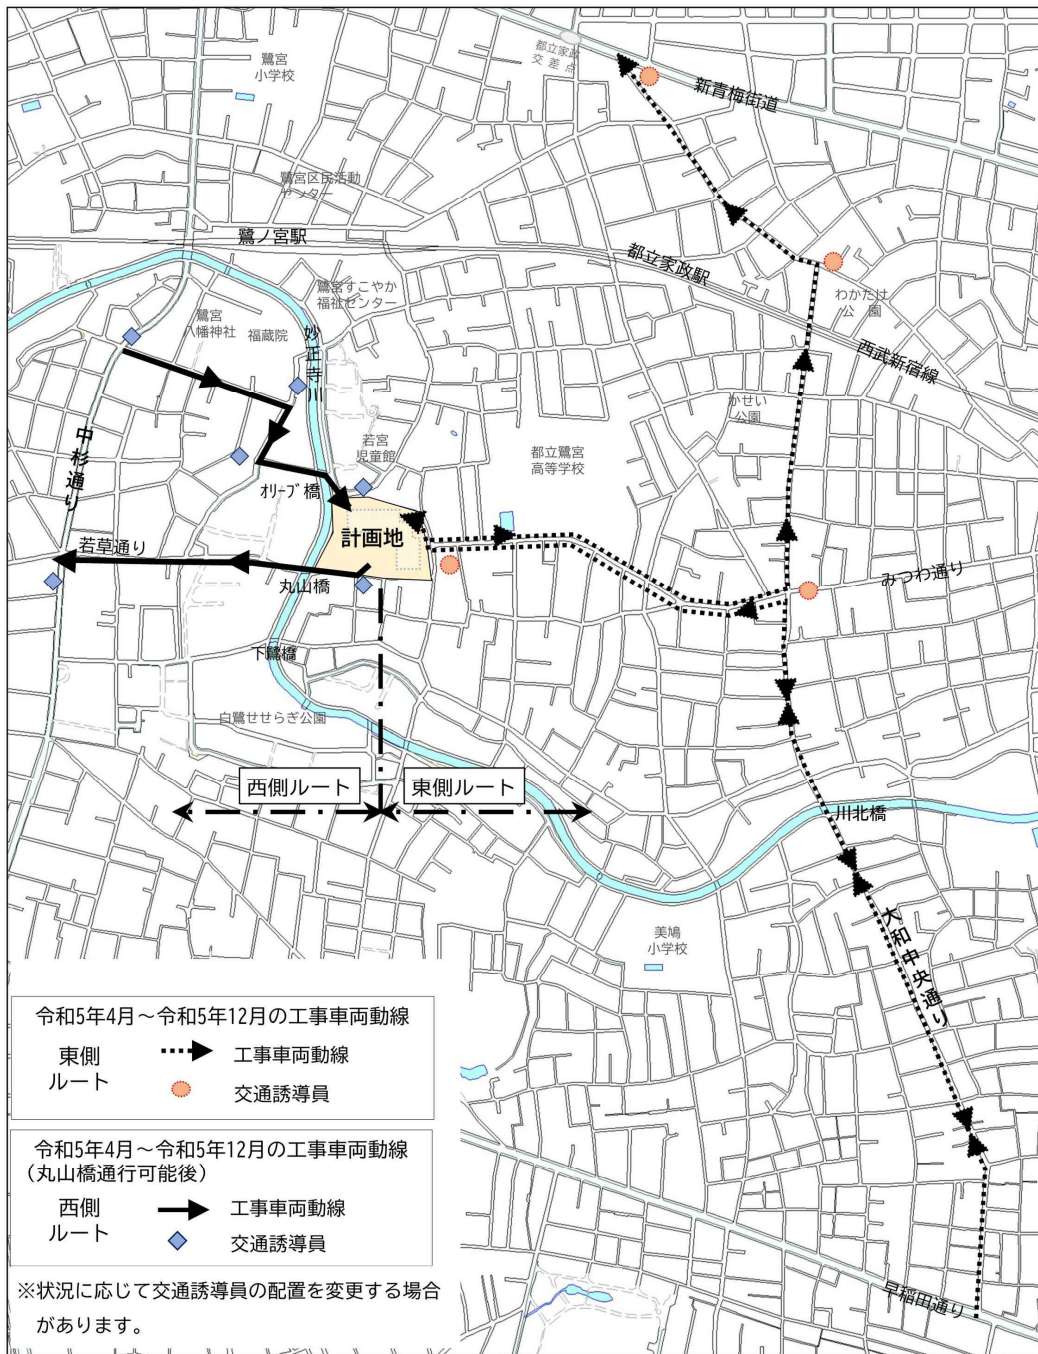 鷺宮
小学校
都立家政
交差点
新青梅街道
鷺宮区民活動
センター
鷺ノ宮駅
都立家政駅
鷺宮すこやか
福祉センター
わかたけ
公園
西武新宿線
鷺宮
八幡神社
福蔵院
妙正寺川
かせい
公園
中杉通り
若宮
児童館
都立鷺宮
高等学校
ｵﾘｰﾌﾞ橋
計画地
若草通り
丸山橋
みつわ通り
下鷺橋
白鷺せせらぎ公園
西側ルート
東側ルート
川北橋
大和中央通り
美鳩
小学校
令和5年4月～令和5年12月の工事車両動線
東側
ルート
工事車両動線
交通誘導員
令和5年4月～令和5年12月の工事車両動線
（丸山橋通行可能後）
西側
ルート
工事車両動線
交通誘導員
早稲田通り
※状況に応じて交通誘導員の配置を変更する場合
があります。